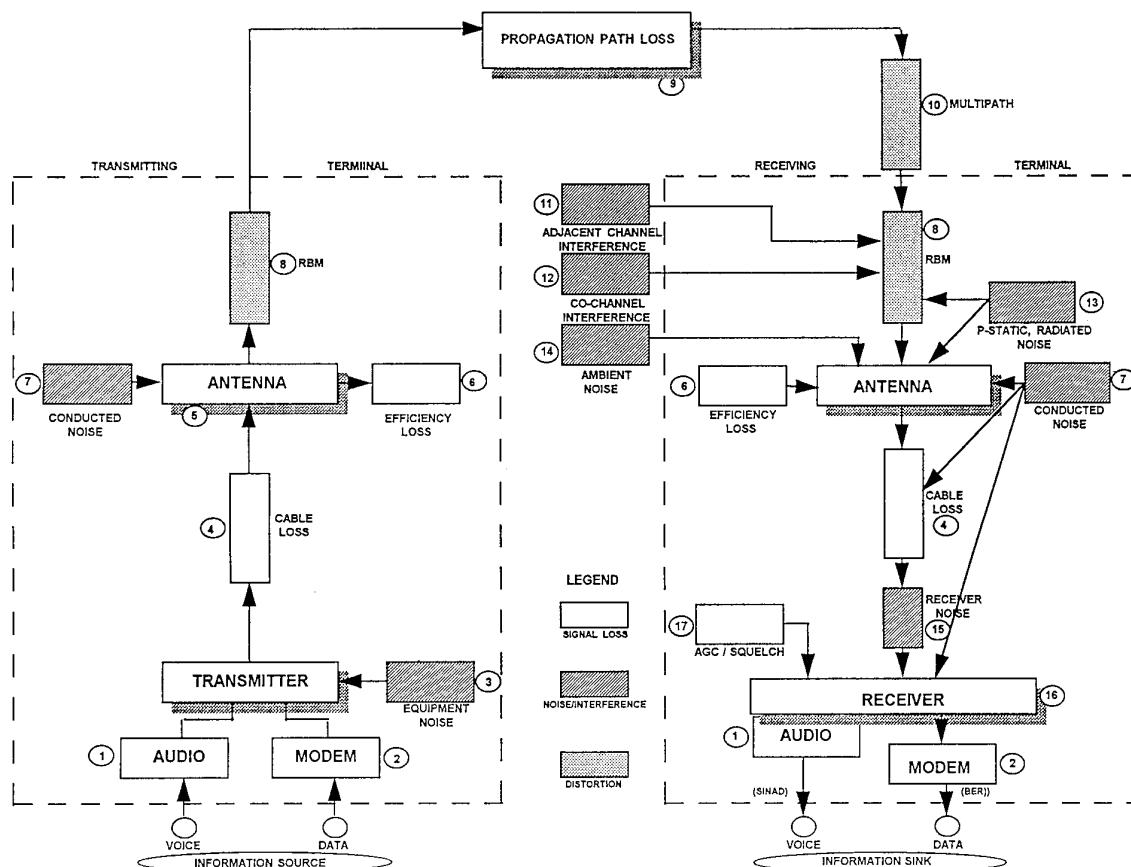 PROPAGATION PATH LOSS
9
10
MULTIPATH
TRANSMITTING
TERMIINAL
RECEIVING
TERMINAL
11
ADJACENT CHANNEL
INTERFERENCE
8
RBM
8
RBM
12
CO-CHANNEL
INTERFERENCE
13
P-STATIC, RADIATED
NOISE
14
AMBIENT
NOISE
7
CONDUCTED
NOISE
ANTENNA
5
6
EFFICIENCY
LOSS
6
EFFICIENCY
LOSS
ANTENNA
7
CONDUCTED
NOISE
4
CABLE
LOSS
CABLE
LOSS
4
LEGEND
SIGNAL LOSS
NOISE/INTERFERENCE
DISTORTION
RECEIVER
NOISE
15
17
AGC / SQUELCH
TRANSMITTER
3
EQUIPMENT
NOISE
RECEIVER
16
1
AUDIO
MODEM
2
1
AUDIO
MODEM
2
(SINAD)
(BER))
VOICE
DATA
INFORMATION SOURCE
VOICE
DATA
INFORMATION SINK